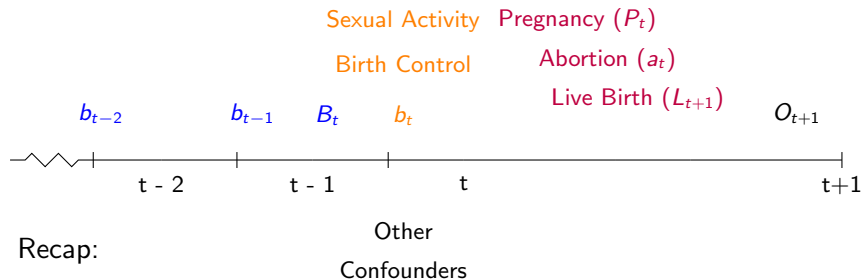 Sexual Activity Pregnancy (P_t)
Birth Control Abortion (a_t)
Live Birth (L_{t+1})
b_{t−2} b_{t−1} B_t b_t O_{t+1}
t - 2 t - 1 t t+1
Other
Recap:
Confounders